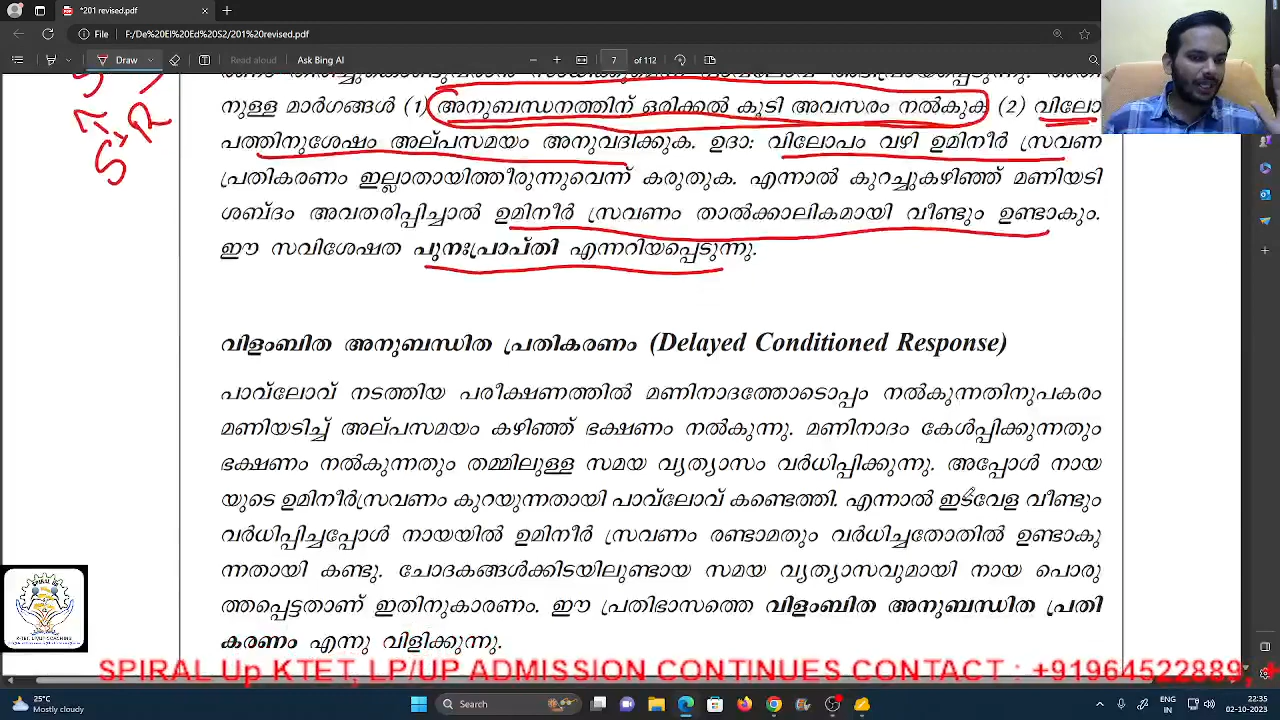 *201 revised.pdf
File F:/De%20El%20Ed%20S2/201%20revised.pdf
Draw Read aloud Ask Bing AI 7 of 112
നുള്ള മാർഗങ്ങൾ (1) അനുബന്ധനത്തിന് ഒരിക്കൽ കൂടി അവസരം നൽകുക (2) വിലോ
പത്തിനുശേഷം അല്പസമയം അനുവദിക്കുക. ഉദാ: വിലോപം വഴി ഉമിനീർ സ്രവണ
പ്രതികരണം ഇല്ലാതായിത്തീരുന്നുവെന്ന് കരുതുക. എന്നാൽ കുറച്ചുകഴിഞ്ഞ് മണിയടി
ശബ്ദം അവതരിപ്പിച്ചാൽ ഉമിനീർ സ്രവണം താൽക്കാലികമായി വീണ്ടും ഉണ്ടാകും.
ഈ സവിശേഷത പുനഃപ്രാപ്തി എന്നറിയപ്പെടുന്നു.
വിളംബിത അനുബന്ധിത പ്രതികരണം (Delayed Conditioned Response)
പാവ്‌ലോവ് നടത്തിയ പരീക്ഷണത്തിൽ മണിനാദത്തോടൊപ്പം നൽകുന്നതിനുപകരം
മണിയടിച്ച് അല്പസമയം കഴിഞ്ഞ് ഭക്ഷണം നൽകുന്നു. മണിനാദം കേൾപ്പിക്കുന്നതും
ഭക്ഷണം നൽകുന്നതും തമ്മിലുള്ള സമയ വ്യത്യാസം വർധിപ്പിക്കുന്നു. അപ്പോൾ നായ
യുടെ ഉമിനീർസ്രവണം കുറയുന്നതായി പാവ്‌ലോവ് കണ്ടെത്തി. എന്നാൽ ഇടവേള വീണ്ടും
വർധിപ്പിച്ചപ്പോൾ നായയിൽ ഉമിനീർ സ്രവണം രണ്ടാമതും വർധിച്ചതോതിൽ ഉണ്ടാകു
ന്നതായി കണ്ടു. ചോദകങ്ങൾക്കിടയിലുണ്ടായ സമയ വ്യത്യാസവുമായി നായ പൊരു
ത്തപ്പെട്ടതാണ് ഇതിനുകാരണം. ഈ പ്രതിഭാസത്തെ വിളംബിത അനുബന്ധിത പ്രതി
കരണം എന്നു വിളിക്കുന്നു.
SPIRAL Up KTET, LP/UP ADMISSION CONTINUES CONTACT : +91964522889,
25°C
Mostly cloudy
Search
ENG
IN
22:35
02-10-2023